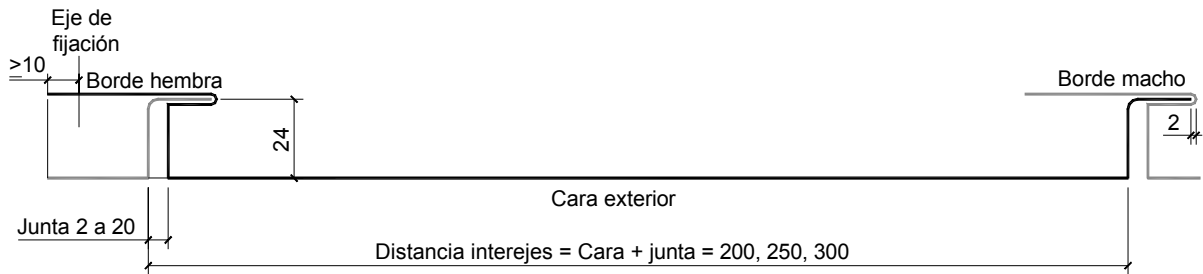 Eje de
fijación
≥10
Borde hembra
Borde macho
24
2
Cara exterior
Junta 2 a 20
Distancia interejes = Cara + junta = 200, 250, 300